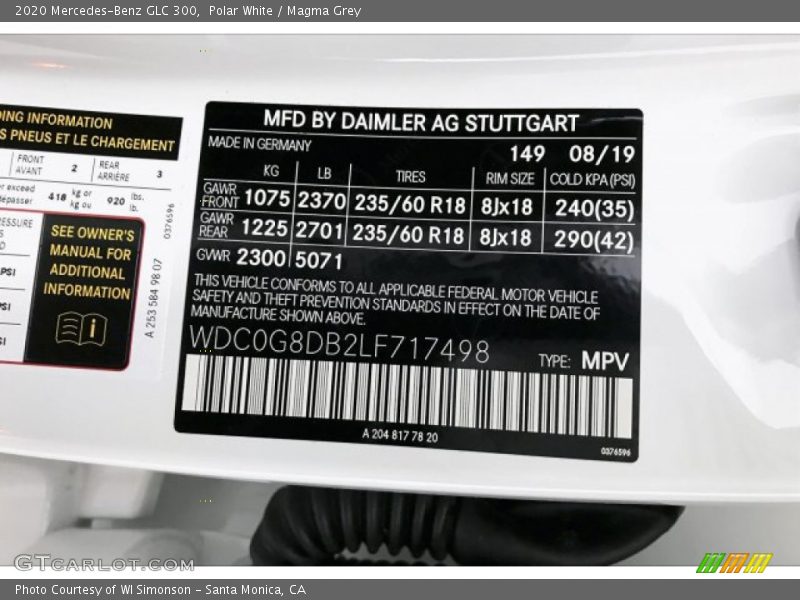 2020 Mercedes-Benz GLC 300,  Polar White / Magma Grey
DING INFORMATION
S PNEUS ET LE CHARGEMENT
FRONT
AVANT
2
REAR
ARRIÈRE
3
er exceed
dépasser
418
kg or
kg ou
920
lbs.
lb.
0376596
RESSURE
PSI
PSI
SI
SEE OWNER'S
MANUAL FOR
ADDITIONAL
INFORMATION
A 253 584 98 07
MFD BY DAIMLER AG STUTTGART
MADE IN GERMANY
149 08/19
KG LB TIRES RIM SIZE COLD KPA (PSI)
GAWR FRONT 1075 2370 235/60 R18 8Jx18 240(35)
GAWR REAR 1225 2701 235/60 R18 8Jx18 290(42)
GVWR 2300 5071
THIS VEHICLE CONFORMS TO ALL APPLICABLE FEDERAL MOTOR VEHICLE
SAFETY AND THEFT PREVENTION STANDARDS IN EFFECT ON THE DATE OF
MANUFACTURE SHOWN ABOVE.
WDC0G8DB2LF717498
TYPE: MPV
A 204 817 78 20
0376596
GTcarlot.com
Photo Courtesy of WI Simonson - Santa Monica, CA